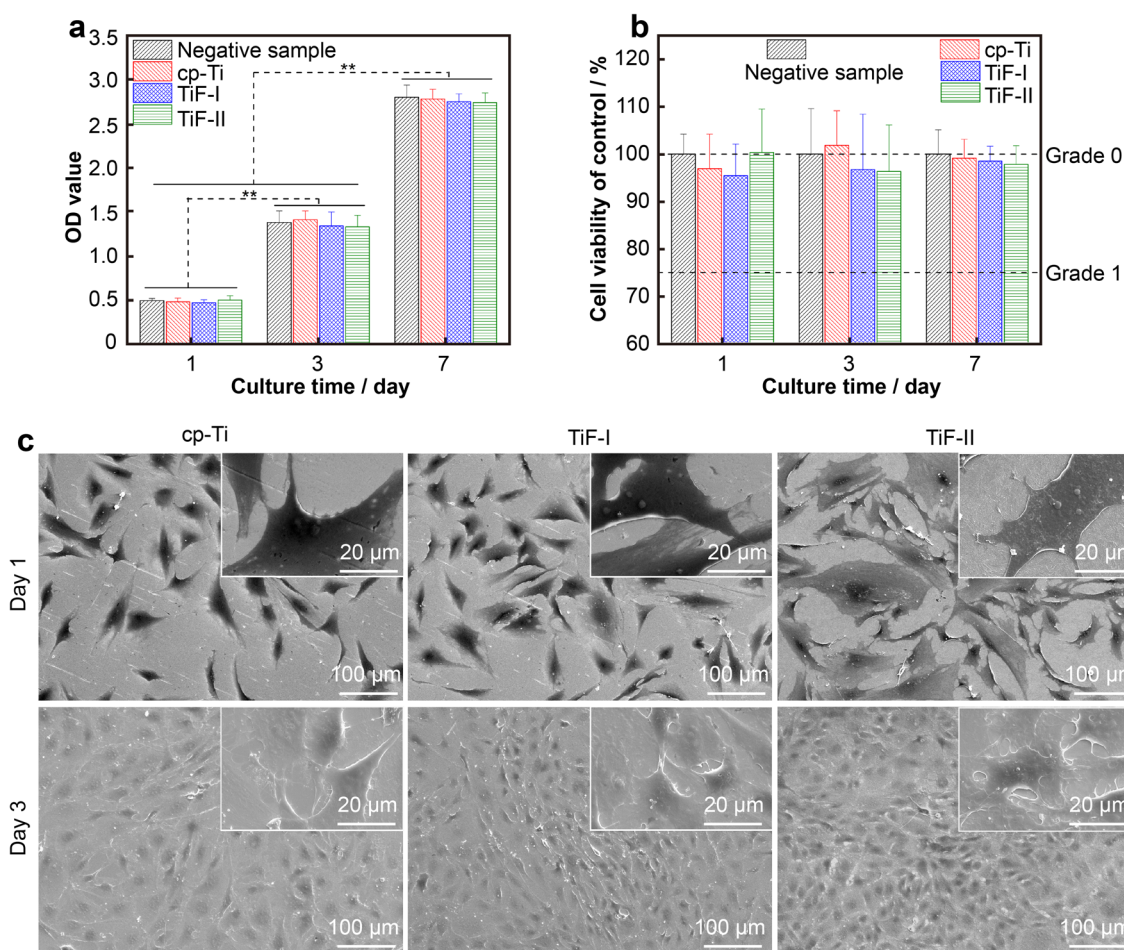 a
3.5
3.0
2.5
2.0
1.5
1.0
0.5
0
OD value
Negative sample
cp-Ti
TiF-I
TiF-II
**
**
1
3
7
Culture time / day
b
120
110
100
90
80
70
60
Cell viability of control / %
Negative sample
cp-Ti
TiF-I
TiF-II
Grade 0
Grade 1
1
3
7
Culture time / day
c
cp-Ti
TiF-I
TiF-II
Day 1
20 μm
100 μm
20 μm
100 μm
20 μm
100 μm
Day 3
20 μm
100 μm
20 μm
100 μm
20 μm
100 μm